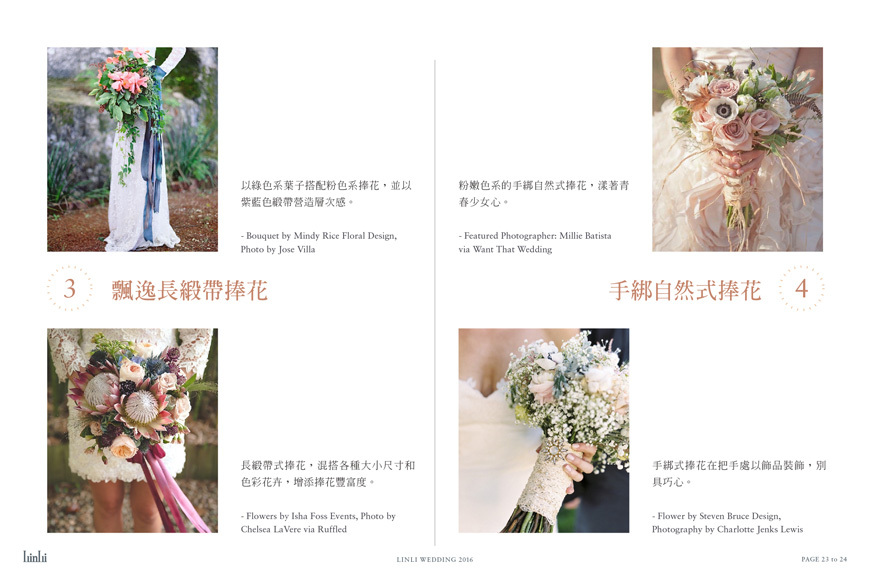 以綠色系葉子搭配粉色系捧花，並以
紫藍色緞帶營造層次感。
- Bouquet by Mindy Rice Floral Design,
Photo by Jose Villa
3 飄逸長緞帶捧花
長緞帶式捧花，混搭各種大小尺寸和
色彩花卉，增添捧花豐富度。
- Flowers by Isha Foss Events, Photo by
Chelsea LaVere via Ruffled
粉嫩色系的手綁自然式捧花，漾著青
春少女心。
- Featured Photographer: Millie Batista
via Want That Wedding
手綁自然式捧花 4
手綁式捧花在把手處以飾品裝飾，別
具巧心。
- Flower by Steven Bruce Design,
Photography by Charlotte Jenks Lewis
LinLi
LINLI WEDDING 2016
PAGE 23 to 24